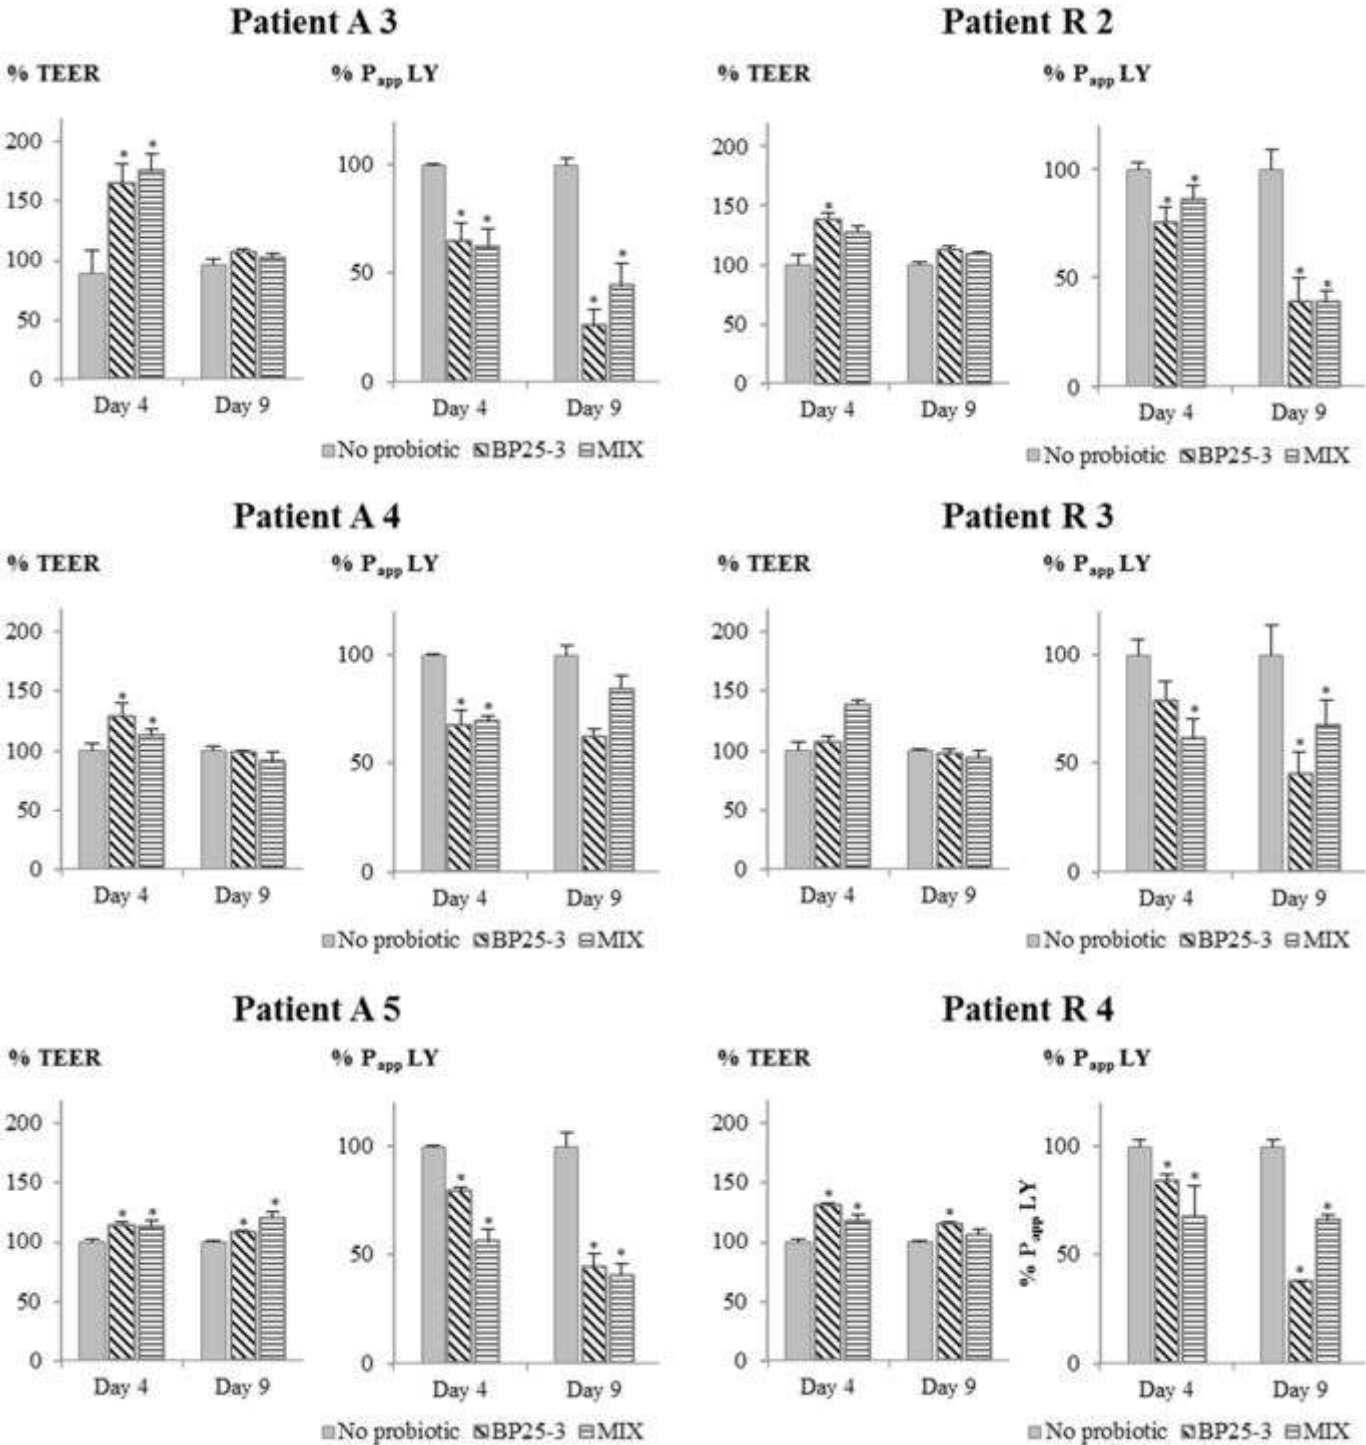 Patient A 3
% TEER
% Papp LY
200
150
100
50
0
Day 4
Day 9
*
*
100
50
0
Day 4
Day 9
*
*
*
*
No probiotic BP25-3 MIX
Patient R 2
% TEER
% Papp LY
200
150
100
50
0
Day 4
Day 9
*
100
50
0
Day 4
Day 9
*
*
*
*
No probiotic BP25-3 MIX
Patient A 4
% TEER
% Papp LY
200
150
100
50
0
Day 4
Day 9
*
*
100
50
0
Day 4
Day 9
*
*
No probiotic BP25-3 MIX
Patient R 3
% TEER
% Papp LY
200
150
100
50
0
Day 4
Day 9
100
50
0
Day 4
Day 9
*
*
*
No probiotic BP25-3 MIX
Patient A 5
% TEER
% Papp LY
200
150
100
50
0
Day 4
Day 9
*
*
*
*
100
50
0
Day 4
Day 9
*
*
*
*
No probiotic BP25-3 MIX
Patient R 4
% TEER
% Papp LY
200
150
100
50
0
Day 4
Day 9
*
*
*
% Papp LY
100
50
0
Day 4
Day 9
*
*
*
*
No probiotic BP25-3 MIX